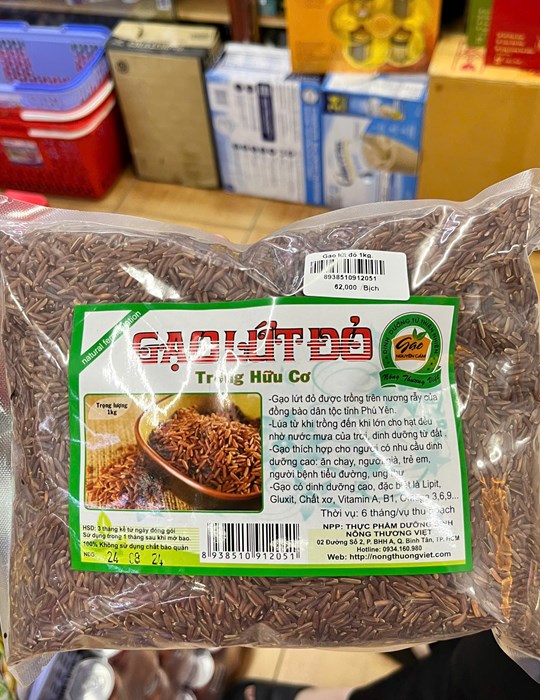 Gạo lứt đỏ 1kg.
8938510912051
62,000 /Bịch
natural fermentation
GẠO LỨT ĐỎ
Trồng Hữu Cơ
GẠO
NGUYÊN CÁM
Nông Thương Việt
Trọng lượng
1kg
-Gạo lứt đỏ được trồng trên nương rẫy của
đồng bào dân tộc tỉnh Phú Yên.
-Lúa từ khi trồng đến khi lớn cho hạt đều
nhờ nước mưa của trời, dinh dưỡng từ đất.
-Gạo thích hợp cho người có nhu cầu dinh
dưỡng cao: ăn chay, người già, trẻ em,
người bệnh tiểu đường, ung thư
-Gạo có dinh dưỡng cao, đặc biệt là Lipit,
Gluxit, Chất xơ, Vitamin A, B1, Omega 3,6,9...
Thời vụ: 6 tháng/vụ thu hoạch
HSD: 3 tháng kể từ ngày đóng gói
Sử dụng trong 1 tháng sau khi mở bao.
100% Không sử dụng chất bảo quản
NSX: 24 08 24
8 938510 912051
NPP: THỰC PHẨM DƯỠNG SINH
NÔNG THƯƠNG VIỆT
02 Đường Số 2, P. BHH A, Q. Bình Tân, TP. HCM
Hotline: 0934.160.980
Web: http://nongthuongviet.com